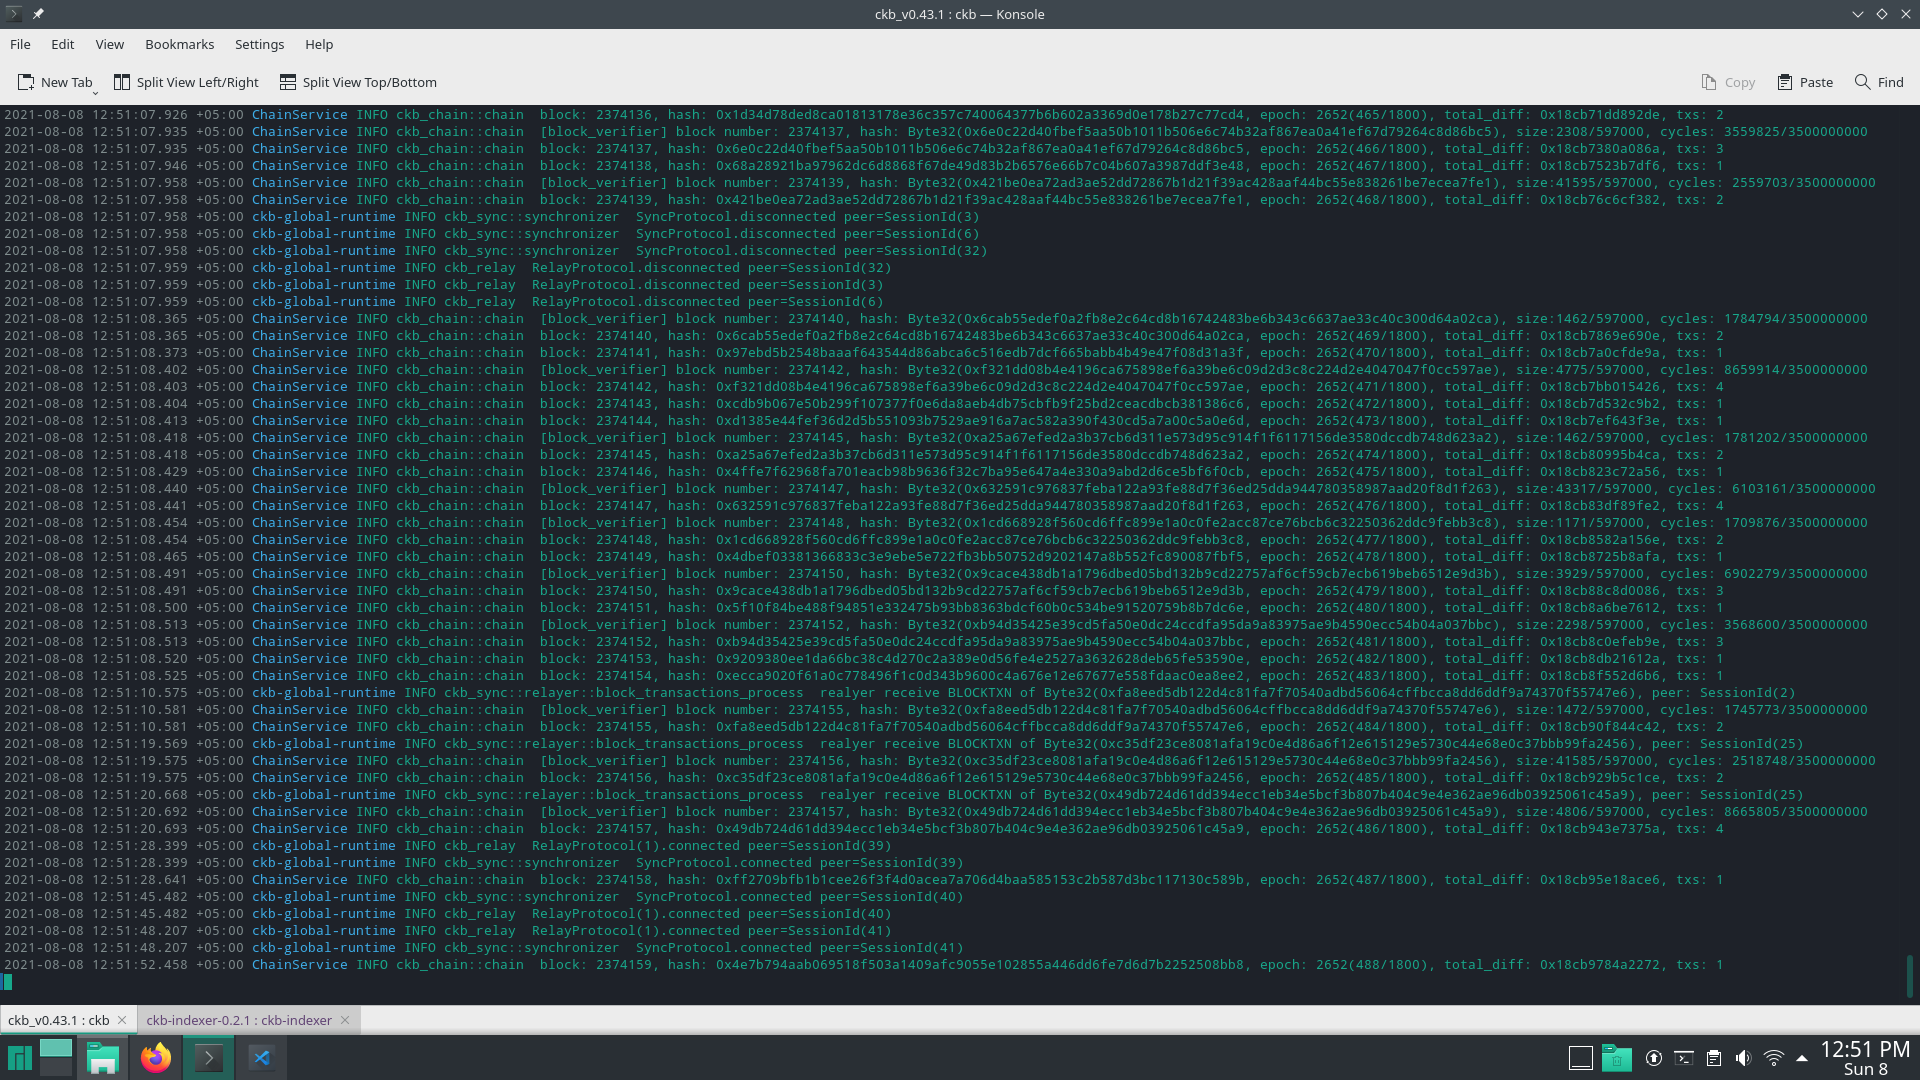 ckb_v0.43.1 : ckb — Konsole
File Edit View Bookmarks Settings Help
New Tab Split View Left/Right Split View Top/Bottom Copy Paste Find
2021-08-08 12:51:07.926 +05:00 ChainService INFO ckb_chain::chain block: 2374136, hash: 0x1d34d78ded8ca01813178e36c357c740064377b6b602a3369d0e178b27c77cd4, epoch: 2652(465/1800), total_diff: 0x18cb71dd892de, txs: 2
2021-08-08 12:51:07.935 +05:00 ChainService INFO ckb_chain::chain [block_verifier] block number: 2374137, hash: Byte32(0x6e0c22d40fbef5aa50b1011b506e6c74b32af867ea0a41ef67d79264c8d86bc5), size:2308/597000, cycles: 3559825/3500000000
2021-08-08 12:51:07.935 +05:00 ChainService INFO ckb_chain::chain block: 2374137, hash: 0x6e0c22d40fbef5aa50b1011b506e6c74b32af867ea0a41ef67d79264c8d86bc5, epoch: 2652(466/1800), total_diff: 0x18cb7380a086a, txs: 3
2021-08-08 12:51:07.946 +05:00 ChainService INFO ckb_chain::chain block: 2374138, hash: 0x68a28921ba97962dc6d8868f67de49d83b2b6576e66b7c04b607a3987ddf3e48, epoch: 2652(467/1800), total_diff: 0x18cb7523b7df6, txs: 1
2021-08-08 12:51:07.958 +05:00 ChainService INFO ckb_chain::chain [block_verifier] block number: 2374139, hash: Byte32(0x421be0ea72ad3ae52dd72867b1d21f39ac428aaf44bc55e838261be7ecea7fe1), size:41595/597000, cycles: 2559703/3500000000
2021-08-08 12:51:07.958 +05:00 ChainService INFO ckb_chain::chain block: 2374139, hash: 0x421be0ea72ad3ae52dd72867b1d21f39ac428aaf44bc55e838261be7ecea7fe1, epoch: 2652(468/1800), total_diff: 0x18cb76c6cf382, txs: 2
2021-08-08 12:51:07.958 +05:00 ckb-global-runtime INFO ckb_sync::synchronizer SyncProtocol.disconnected peer=SessionId(3)
2021-08-08 12:51:07.958 +05:00 ckb-global-runtime INFO ckb_sync::synchronizer SyncProtocol.disconnected peer=SessionId(6)
2021-08-08 12:51:07.958 +05:00 ckb-global-runtime INFO ckb_sync::synchronizer SyncProtocol.disconnected peer=SessionId(32)
2021-08-08 12:51:07.959 +05:00 ckb-global-runtime INFO ckb_relay RelayProtocol.disconnected peer=SessionId(32)
2021-08-08 12:51:07.959 +05:00 ckb-global-runtime INFO ckb_relay RelayProtocol.disconnected peer=SessionId(3)
2021-08-08 12:51:07.959 +05:00 ckb-global-runtime INFO ckb_relay RelayProtocol.disconnected peer=SessionId(6)
2021-08-08 12:51:08.365 +05:00 ChainService INFO ckb_chain::chain [block_verifier] block number: 2374140, hash: Byte32(0x6cab55edef0a2fb8e2c64cd8b16742483be6b343c6637ae33c40c300d64a02ca), size:1462/597000, cycles: 1784794/3500000000
2021-08-08 12:51:08.365 +05:00 ChainService INFO ckb_chain::chain block: 2374140, hash: 0x6cab55edef0a2fb8e2c64cd8b16742483be6b343c6637ae33c40c300d64a02ca, epoch: 2652(469/1800), total_diff: 0x18cb7869e690e, txs: 2
2021-08-08 12:51:08.373 +05:00 ChainService INFO ckb_chain::chain block: 2374141, hash: 0x97ebd5b2548baaaf643544d86abca6c516edb7dcf665babb4b49e47f08d31a3f, epoch: 2652(470/1800), total_diff: 0x18cb7a0cfde9a, txs: 1
2021-08-08 12:51:08.402 +05:00 ChainService INFO ckb_chain::chain [block_verifier] block number: 2374142, hash: Byte32(0xf321dd08b4e4196ca675898ef6a39be6c09d2d3c8c224d2e4047047f0cc597ae), size:4775/597000, cycles: 8659914/3500000000
2021-08-08 12:51:08.403 +05:00 ChainService INFO ckb_chain::chain block: 2374142, hash: 0xf321dd08b4e4196ca675898ef6a39be6c09d2d3c8c224d2e4047047f0cc597ae, epoch: 2652(471/1800), total_diff: 0x18cb7bb015426, txs: 4
2021-08-08 12:51:08.404 +05:00 ChainService INFO ckb_chain::chain block: 2374143, hash: 0xcdb9b067e50b299f107377f0e6da8aeb4db75cbfb9f25bd2ceacdbcb381386c6, epoch: 2652(472/1800), total_diff: 0x18cb7d532c9b2, txs: 1
2021-08-08 12:51:08.413 +05:00 ChainService INFO ckb_chain::chain block: 2374144, hash: 0xd1385e44fef36d2d5b551093b7529ae916a7ac582a390f430cd5a7a00c5a0e6d, epoch: 2652(473/1800), total_diff: 0x18cb7ef643f3e, txs: 1
2021-08-08 12:51:08.418 +05:00 ChainService INFO ckb_chain::chain [block_verifier] block number: 2374145, hash: Byte32(0xa25a67efed2a3b37cb6d311e573d95c914f1f6117156de3580dccdb748d623a2), size:1462/597000, cycles: 1781202/3500000000
2021-08-08 12:51:08.418 +05:00 ChainService INFO ckb_chain::chain block: 2374145, hash: 0xa25a67efed2a3b37cb6d311e573d95c914f1f6117156de3580dccdb748d623a2, epoch: 2652(474/1800), total_diff: 0x18cb80995b4ca, txs: 2
2021-08-08 12:51:08.429 +05:00 ChainService INFO ckb_chain::chain block: 2374146, hash: 0x4ffe7f62968fa701eacb98b9636f32c7ba95e647a4e330a9abd2d6ce5bf6f0cb, epoch: 2652(475/1800), total_diff: 0x18cb823c72a56, txs: 1
2021-08-08 12:51:08.440 +05:00 ChainService INFO ckb_chain::chain [block_verifier] block number: 2374147, hash: Byte32(0x632591c976837feba122a93fe88d7f36ed25dda944780358987aad20f8d1f263), size:43317/597000, cycles: 6103161/3500000000
2021-08-08 12:51:08.441 +05:00 ChainService INFO ckb_chain::chain block: 2374147, hash: 0x632591c976837feba122a93fe88d7f36ed25dda944780358987aad20f8d1f263, epoch: 2652(476/1800), total_diff: 0x18cb83df89fe2, txs: 4
2021-08-08 12:51:08.454 +05:00 ChainService INFO ckb_chain::chain [block_verifier] block number: 2374148, hash: Byte32(0x1cd668928f560cd6ffc899e1a0c0fe2acc87ce76bcb6c32250362ddc9febb3c8), size:1171/597000, cycles: 1709876/3500000000
2021-08-08 12:51:08.454 +05:00 ChainService INFO ckb_chain::chain block: 2374148, hash: 0x1cd668928f560cd6ffc899e1a0c0fe2acc87ce76bcb6c32250362ddc9febb3c8, epoch: 2652(477/1800), total_diff: 0x18cb8582a156e, txs: 2
2021-08-08 12:51:08.465 +05:00 ChainService INFO ckb_chain::chain block: 2374149, hash: 0x4dbef03381366833c3e9ebe5e722fb3bb50752d9202147a8b552fc890087fbf5, epoch: 2652(478/1800), total_diff: 0x18cb8725b8afa, txs: 1
2021-08-08 12:51:08.491 +05:00 ChainService INFO ckb_chain::chain [block_verifier] block number: 2374150, hash: Byte32(0x9cace438db1a1796dbed05bd132b9cd22757af6cf59cb7ecb619beb6512e9d3b), size:3929/597000, cycles: 6902279/3500000000
2021-08-08 12:51:08.491 +05:00 ChainService INFO ckb_chain::chain block: 2374150, hash: 0x9cace438db1a1796dbed05bd132b9cd22757af6cf59cb7ecb619beb6512e9d3b, epoch: 2652(479/1800), total_diff: 0x18cb88c8d0086, txs: 3
2021-08-08 12:51:08.500 +05:00 ChainService INFO ckb_chain::chain block: 2374151, hash: 0x5f10f84be488f94851e332475b93bb8363bdcf60b0c534be91520759b8b7dc6e, epoch: 2652(480/1800), total_diff: 0x18cb8a6be7612, txs: 1
2021-08-08 12:51:08.513 +05:00 ChainService INFO ckb_chain::chain [block_verifier] block number: 2374152, hash: Byte32(0xb94d35425e39cd5fa50e0dc24ccdfa95da9a83975ae9b4590ecc54b04a037bbc), size:2298/597000, cycles: 3568600/3500000000
2021-08-08 12:51:08.513 +05:00 ChainService INFO ckb_chain::chain block: 2374152, hash: 0xb94d35425e39cd5fa50e0dc24ccdfa95da9a83975ae9b4590ecc54b04a037bbc, epoch: 2652(481/1800), total_diff: 0x18cb8c0efeb9e, txs: 3
2021-08-08 12:51:08.520 +05:00 ChainService INFO ckb_chain::chain block: 2374153, hash: 0x9209380ee1da66bc38c4d270c2a389e0d56fe4e2527a3632628deb65fe53590e, epoch: 2652(482/1800), total_diff: 0x18cb8db21612a, txs: 1
2021-08-08 12:51:08.525 +05:00 ChainService INFO ckb_chain::chain block: 2374154, hash: 0xecca9020f61a0c778496f1c0d343b9600c4a676e12e67677e558fdaac0ea8ee2, epoch: 2652(483/1800), total_diff: 0x18cb8f552d6b6, txs: 1
2021-08-08 12:51:10.575 +05:00 ckb-global-runtime INFO ckb_sync::relayer::block_transactions_process realyer receive BLOCKTXN of Byte32(0xfa8eed5db122d4c81fa7f70540adbd56064cffbcca8dd6ddf9a74370f55747e6), peer: SessionId(2)
2021-08-08 12:51:10.581 +05:00 ChainService INFO ckb_chain::chain [block_verifier] block number: 2374155, hash: Byte32(0xfa8eed5db122d4c81fa7f70540adbd56064cffbcca8dd6ddf9a74370f55747e6), size:1472/597000, cycles: 1745773/3500000000
2021-08-08 12:51:10.581 +05:00 ChainService INFO ckb_chain::chain block: 2374155, hash: 0xfa8eed5db122d4c81fa7f70540adbd56064cffbcca8dd6ddf9a74370f55747e6, epoch: 2652(484/1800), total_diff: 0x18cb90f844c42, txs: 2
2021-08-08 12:51:19.569 +05:00 ckb-global-runtime INFO ckb_sync::relayer::block_transactions_process realyer receive BLOCKTXN of Byte32(0xc35df23ce8081afa19c0e4d86a6f12e615129e5730c44e68e0c37bbb99fa2456), peer: SessionId(25)
2021-08-08 12:51:19.575 +05:00 ChainService INFO ckb_chain::chain [block_verifier] block number: 2374156, hash: Byte32(0xc35df23ce8081afa19c0e4d86a6f12e615129e5730c44e68e0c37bbb99fa2456), size:41585/597000, cycles: 2518748/3500000000
2021-08-08 12:51:19.575 +05:00 ChainService INFO ckb_chain::chain block: 2374156, hash: 0xc35df23ce8081afa19c0e4d86a6f12e615129e5730c44e68e0c37bbb99fa2456, epoch: 2652(485/1800), total_diff: 0x18cb929b5c1ce, txs: 2
2021-08-08 12:51:20.668 +05:00 ckb-global-runtime INFO ckb_sync::relayer::block_transactions_process realyer receive BLOCKTXN of Byte32(0x49db724d61dd394ecc1eb34e5bcf3b807b404c9e4e362ae96db03925061c45a9), peer: SessionId(25)
2021-08-08 12:51:20.692 +05:00 ChainService INFO ckb_chain::chain [block_verifier] block number: 2374157, hash: Byte32(0x49db724d61dd394ecc1eb34e5bcf3b807b404c9e4e362ae96db03925061c45a9), size:4806/597000, cycles: 8665805/3500000000
2021-08-08 12:51:20.693 +05:00 ChainService INFO ckb_chain::chain block: 2374157, hash: 0x49db724d61dd394ecc1eb34e5bcf3b807b404c9e4e362ae96db03925061c45a9, epoch: 2652(486/1800), total_diff: 0x18cb943e7375a, txs: 4
2021-08-08 12:51:28.399 +05:00 ckb-global-runtime INFO ckb_relay RelayProtocol(1).connected peer=SessionId(39)
2021-08-08 12:51:28.399 +05:00 ckb-global-runtime INFO ckb_sync::synchronizer SyncProtocol.connected peer=SessionId(39)
2021-08-08 12:51:28.641 +05:00 ChainService INFO ckb_chain::chain block: 2374158, hash: 0xff2709bfb1b1cee26f3f4d0acea7a706d4baa585153c2b587d3bc117130c589b, epoch: 2652(487/1800), total_diff: 0x18cb95e18ace6, txs: 1
2021-08-08 12:51:45.482 +05:00 ckb-global-runtime INFO ckb_sync::synchronizer SyncProtocol.connected peer=SessionId(40)
2021-08-08 12:51:45.482 +05:00 ckb-global-runtime INFO ckb_relay RelayProtocol(1).connected peer=SessionId(40)
2021-08-08 12:51:48.207 +05:00 ckb-global-runtime INFO ckb_relay RelayProtocol(1).connected peer=SessionId(41)
2021-08-08 12:51:48.207 +05:00 ckb-global-runtime INFO ckb_sync::synchronizer SyncProtocol.connected peer=SessionId(41)
2021-08-08 12:51:52.458 +05:00 ChainService INFO ckb_chain::chain block: 2374159, hash: 0x4e7b794aab069518f503a1409afc9055e102855a446dd6fe7d6d7b2252508bb8, epoch: 2652(488/1800), total_diff: 0x18cb9784a2272, txs: 1
ckb_v0.43.1 : ckb ckb-indexer-0.2.1 : ckb-indexer
12:51 PM
Sun 8